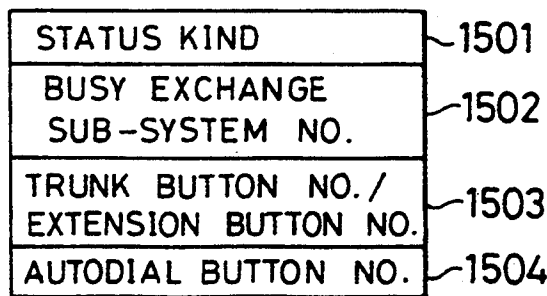 STATUS KIND 1501
BUSY EXCHANGE
SUB-SYSTEM NO. 1502
TRUNK BUTTON NO./
EXTENSION BUTTON NO. 1503
AUTODIAL BUTTON NO. 1504